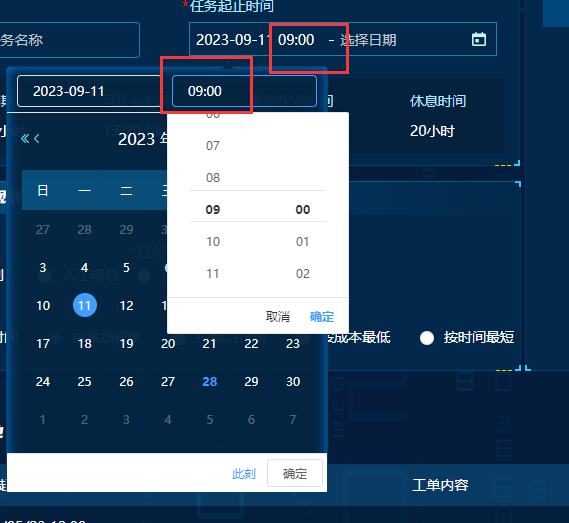 *任务起止时间
务名称
2023-09-11 09:00 - 选择日期
2023-09-11 09:00
休息时间
20小时
2023 年
06
07
08
09 00
10 01
11 02
取消 确定
日 一 二 三
27 28 29 30
3 4 5 6
10 11 12
17 18 19 20 21 22 23
24 25 26 27 28 29 30
1 2 3 4 5 6 7
按成本最低 按时间最短
此刻 确定
工单内容